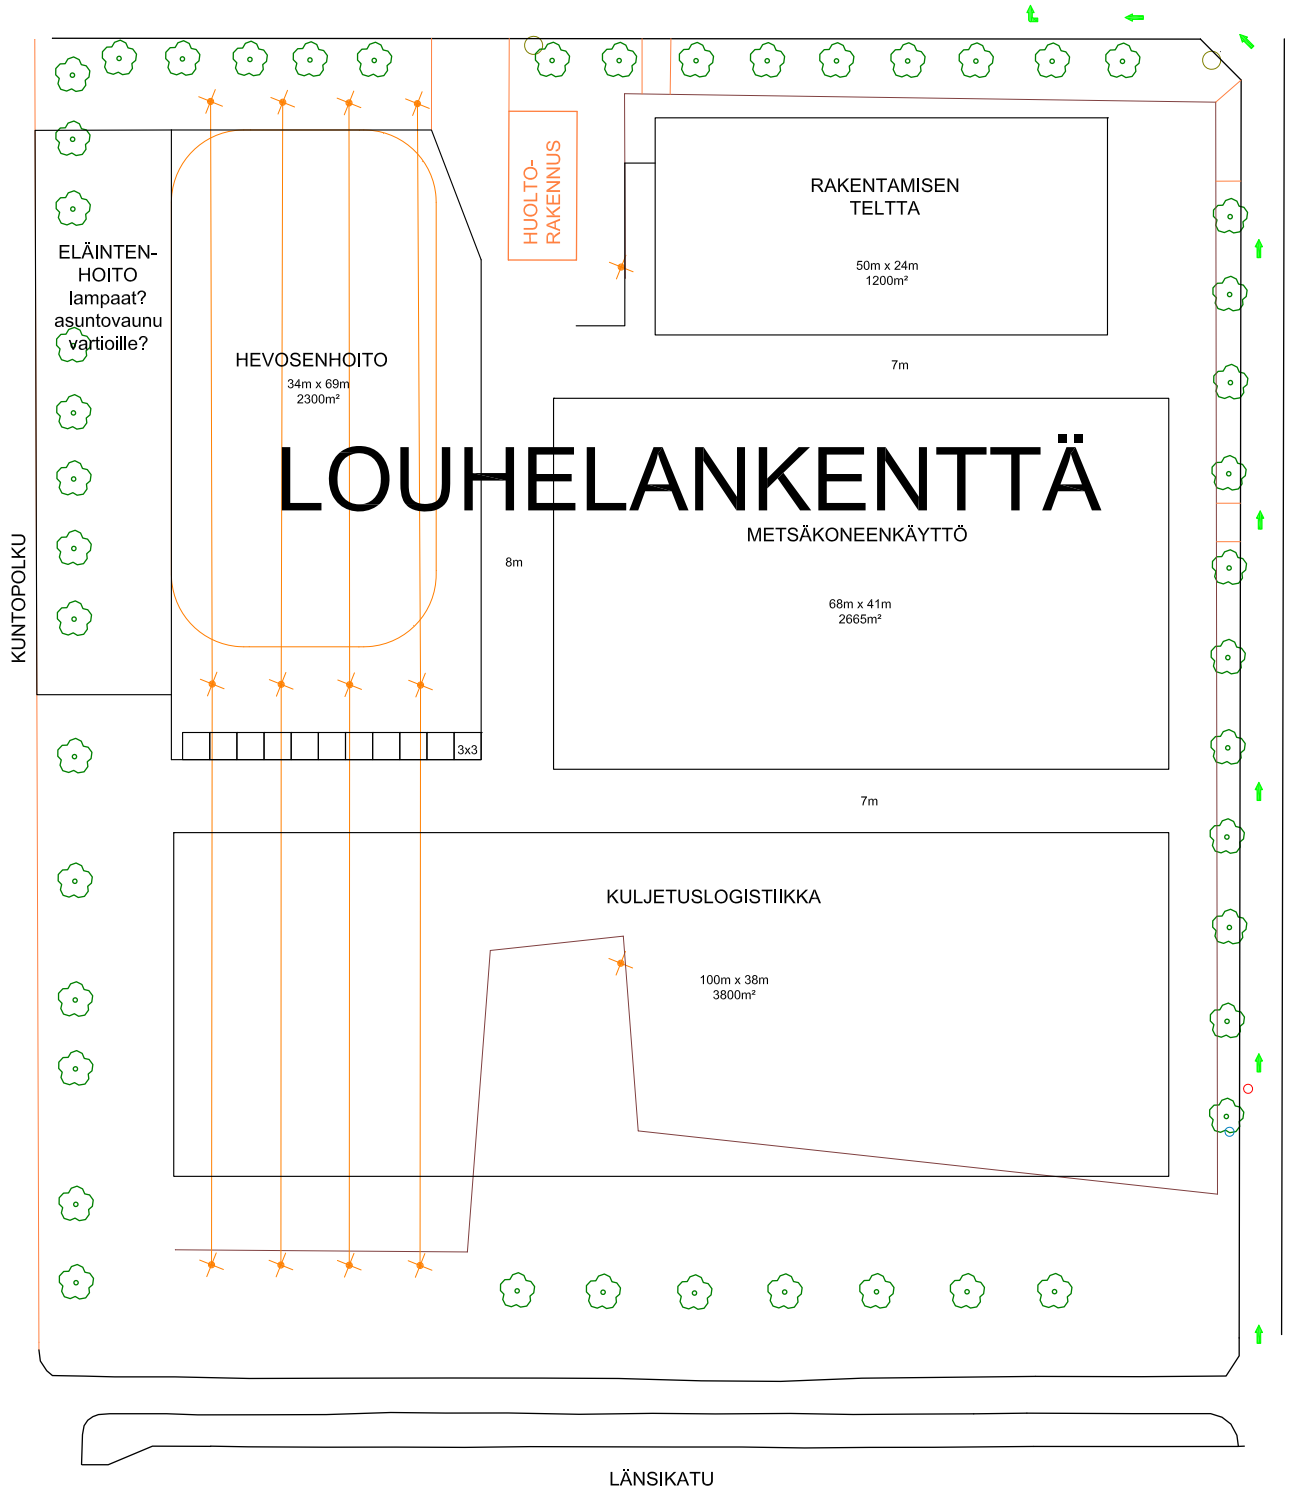 HUOLTO-
RAKENNUS
RAKENTAMISEN
TELTTA
50m x 24m
1200m²
ELÄINTEN-
HOITO
lampaat?
asuntovaunu
vartioille?
HEVOSENHOITO
34m x 69m
2300m²
7m
LOUHELANKENTTÄ
METSÄKONEENKÄYTTÖ
8m
68m x 41m
2665m²
KUNTOPOLKU
3x3
7m
KULJETUSLOGISTIIKKA
100m x 38m
3800m²
LÄNSIKATU